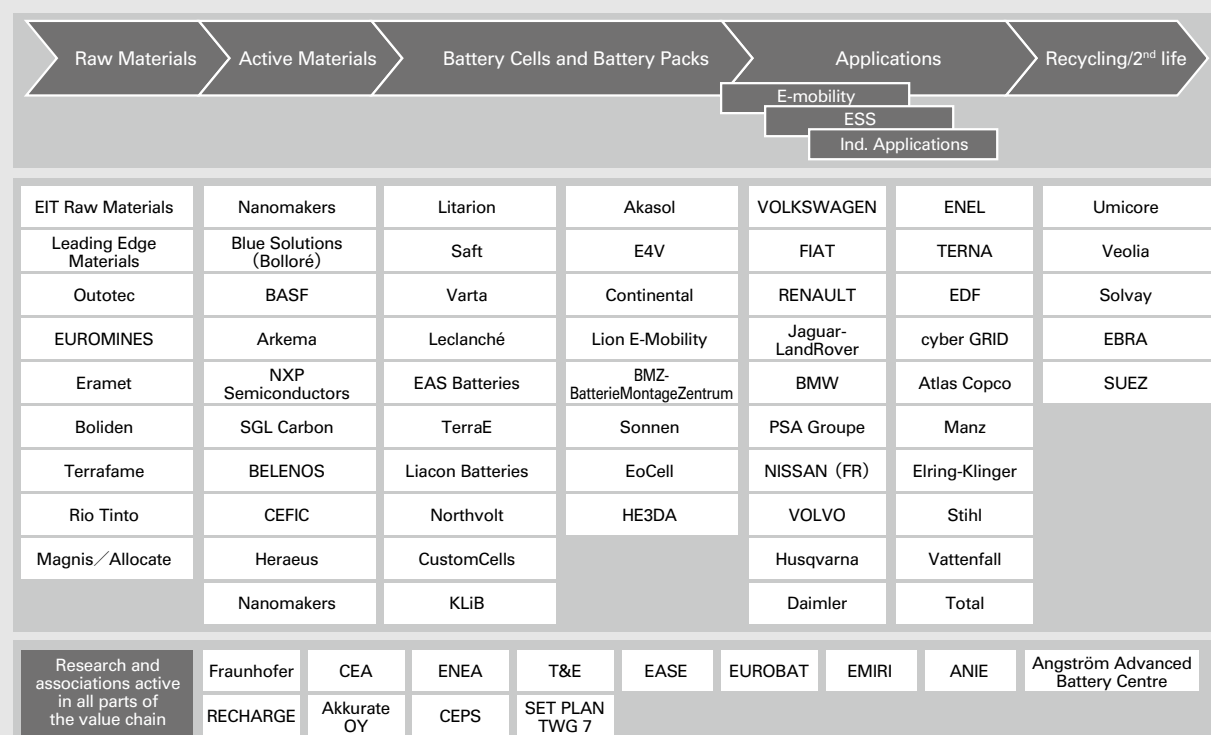 Raw Materials
Active Materials
Battery Cells and Battery Packs
Applications
Recycling/2nd life
E-mobility
ESS
Ind. Applications
EIT Raw Materials
Nanomakers
Litarion
Akasol
VOLKSWAGEN
ENEL
Umicore
Leading Edge
Materials
Blue Solutions
(Bolloré)
Saft
E4V
FIAT
TERNA
Veolia
Outotec
BASF
Varta
Continental
RENAULT
EDF
Solvay
EUROMINES
Arkema
Leclanché
Lion E-Mobility
Jaguar-
LandRover
cyber GRID
EBRA
Eramet
NXP
Semiconductors
EAS Batteries
BMZ-
BatterieMontageZentrum
BMW
Atlas Copco
SUEZ
Boliden
SGL Carbon
TerraE
Sonnen
PSA Groupe
Manz
Terrafame
BELENOS
Liacon Batteries
EoCell
NISSAN (FR)
Elring-Klinger
Rio Tinto
CEFIC
Northvolt
HE3DA
VOLVO
Stihl
Magnis／Allocate
Heraeus
CustomCells
Husqvarna
Vattenfall
Nanomakers
KLiB
Daimler
Total
Research and
associations active
in all parts of
the value chain
Fraunhofer
CEA
ENEA
T&E
EASE
EUROBAT
EMIRI
ANIE
Angström Advanced
Battery Centre
RECHARGE
Akkurate
OY
CEPS
SET PLAN
TWG 7